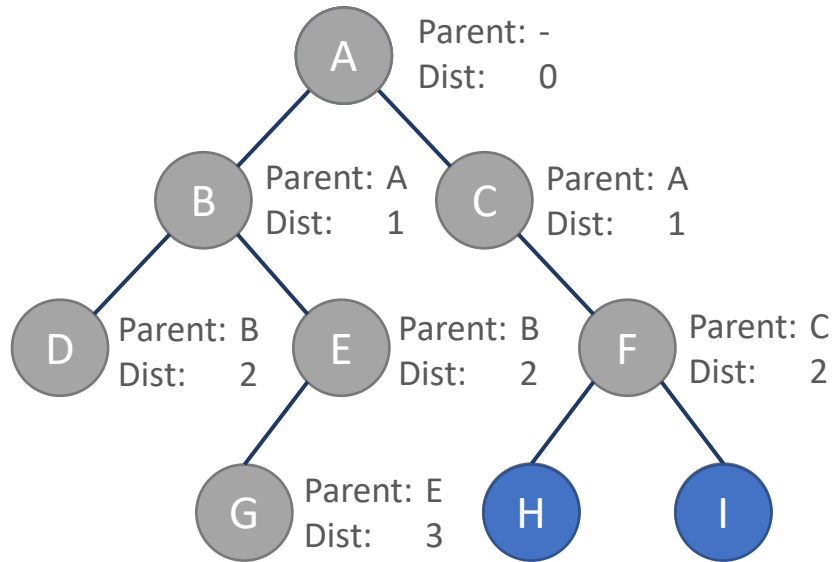 A
Parent: -
Dist: 0
B
Parent: A
Dist: 1
C
Parent: A
Dist: 1
D
Parent: B
Dist: 2
E
Parent: B
Dist: 2
F
Parent: C
Dist: 2
G
Parent: E
Dist: 3
H
I